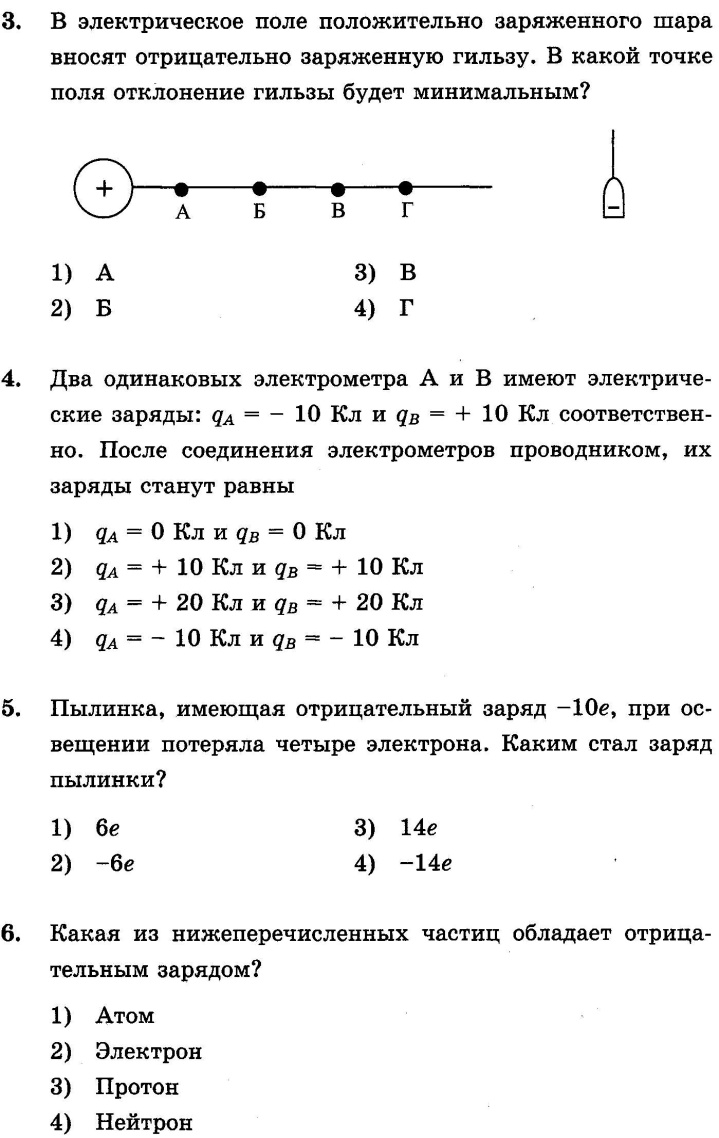 3. В электрическое поле положительно заряженного шара
вносят отрицательно заряженную гильзу. В какой точке
поля отклонение гильзы будет минимальным?
+ А Б В Г −
1) А 3) В
2) Б 4) Г
4. Два одинаковых электрометра А и В имеют электриче-
ские заряды: qA = − 10 Кл и qB = + 10 Кл соответствен-
но. После соединения электрометров проводником, их
заряды станут равны
1) qA = 0 Кл и qB = 0 Кл
2) qA = + 10 Кл и qB = + 10 Кл
3) qA = + 20 Кл и qB = + 20 Кл
4) qA = − 10 Кл и qB = − 10 Кл
5. Пылинка, имеющая отрицательный заряд −10e, при ос-
вещении потеряла четыре электрона. Каким стал заряд
пылинки?
1) 6e 3) 14e
2) −6e 4) −14e
6. Какая из нижеперечисленных частиц обладает отрица-
тельным зарядом?
1) Атом
2) Электрон
3) Протон
4) Нейтрон